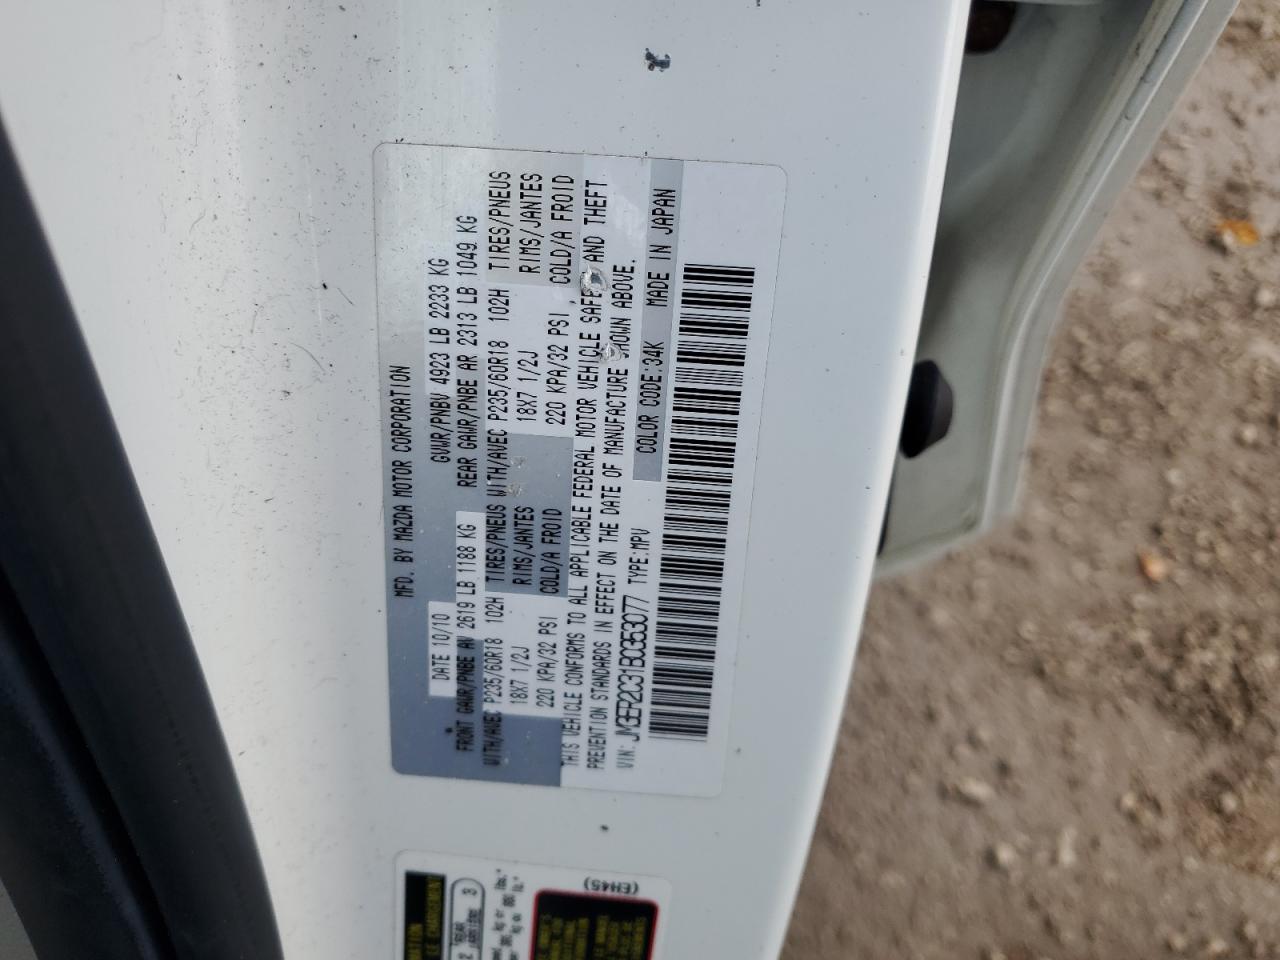 MFD. BY MAZDA MOTOR CORPORATION
DATE 10/10 GVWR/PNBV 4923 LB 2233 KG
FRONT GAWR/PNBE AV 2619 LB 1188 KG REAR GAWR/PNBE AR 2313 LB 1049 KG
WITH/AVEC P235/60R18 102H TIRES/PNEUS WITH/AVEC P235/60R18 102H TIRES/PNEUS
18X7 1/2J RIMS/JANTES 18X7 1/2J RIMS/JANTES
220 KPA/32 PSI COLD/A FROID 220 KPA/32 PSI, COLD/A FROID
THIS VEHICLE CONFORMS TO ALL APPLICABLE FEDERAL MOTOR VEHICLE AND THEFT
PREVENTION STANDARDS IN EFFECT ON THE DATE OF MANUFACTURE SHOWN ABOVE.
VIN: JM3ER2C31B0353077 TYPE:MPV COLOR CODE:34K MADE IN JAPAN
(EH45)
2 REAR ARRIÈRE 3